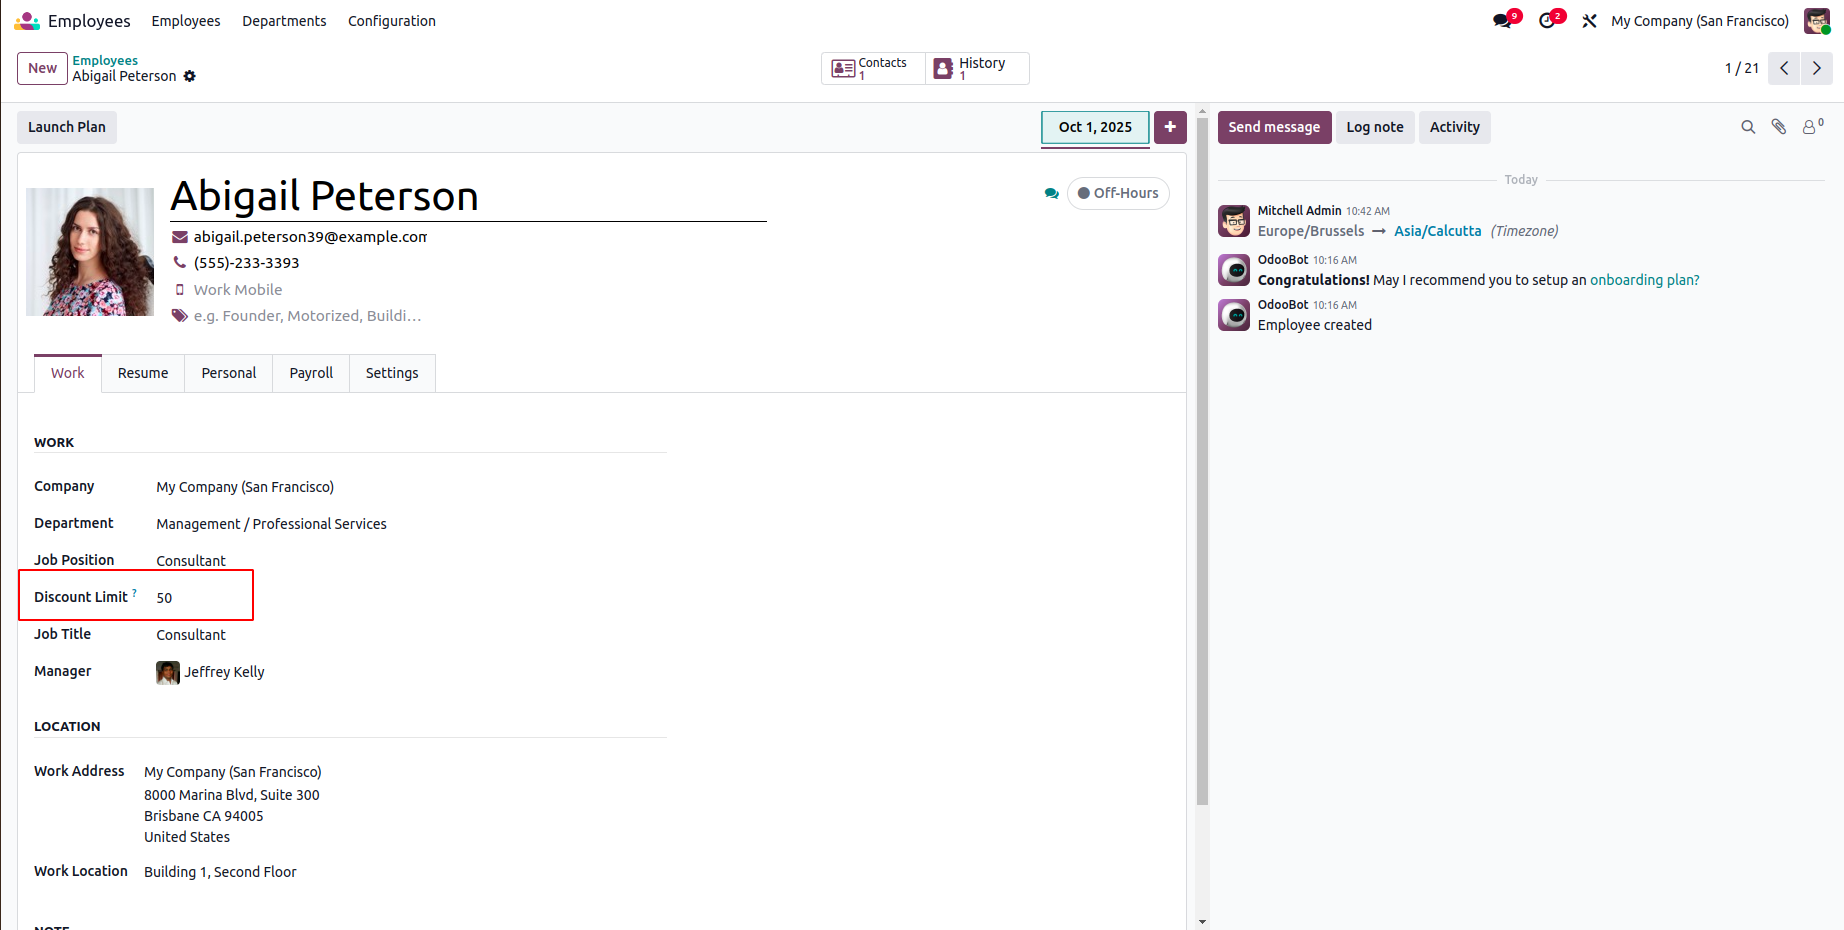 Employees Employees Departments Configuration 9 2 My Company (San Francisco)
New Employees
Abigail Peterson
Contacts 1 History 1
1 / 21
Launch Plan Oct 1, 2025 +
Abigail Peterson
Off-Hours
abigail.peterson39@example.com
(555)-233-3393
Work Mobile
e.g. Founder, Motorized, Buildi...
Work Resume Personal Payroll Settings
WORK
Company My Company (San Francisco)
Department Management / Professional Services
Job Position Consultant
Discount Limit ? 50
Job Title Consultant
Manager Jeffrey Kelly
LOCATION
Work Address My Company (San Francisco)
8000 Marina Blvd, Suite 300
Brisbane CA 94005
United States
Work Location Building 1, Second Floor
NOTE
Send message Log note Activity 0
Today
Mitchell Admin 10:42 AM
Europe/Brussels → Asia/Calcutta (Timezone)
OdooBot 10:16 AM
Congratulations! May I recommend you to setup an onboarding plan?
OdooBot 10:16 AM
Employee created